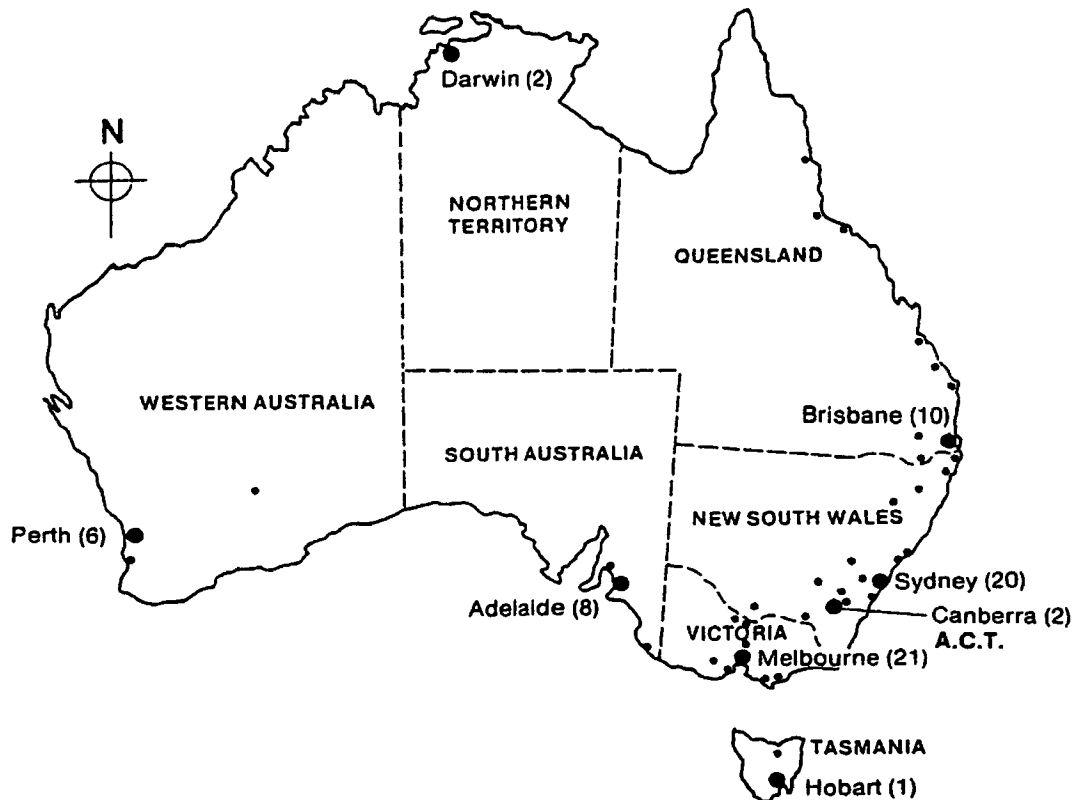 Darwin (2)
N
NORTHERN
TERRITORY
QUEENSLAND
WESTERN AUSTRALIA
Brisbane (10)
SOUTH AUSTRALIA
NEW SOUTH WALES
Perth (6)
Sydney (20)
Adelaide (8)
Canberra (2)
A.C.T.
VICTORIA
Melbourne (21)
TASMANIA
Hobart (1)